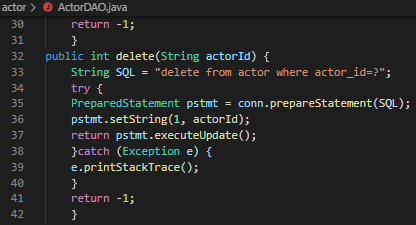 actor > ActorDAO.java
30 return -1;
31 }
32 public int delete(String actorId) {
33 String SQL = "delete from actor where actor_id=?";
34 try {
35 PreparedStatement pstmt = conn.prepareStatement(SQL);
36 pstmt.setString(1, actorId);
37 return pstmt.executeUpdate();
38 }catch (Exception e) {
39 e.printStackTrace();
40 }
41 return -1;
42 }